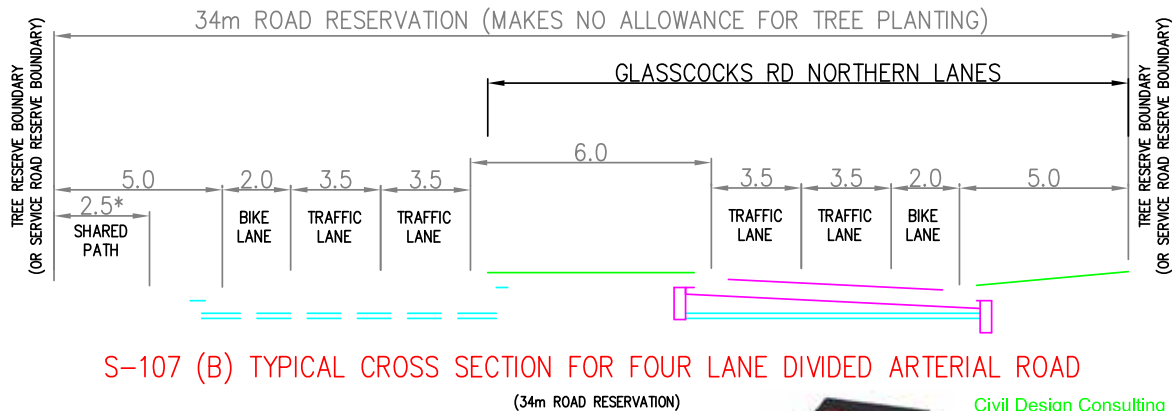 34m ROAD RESERVATION (MAKES NO ALLOWANCE FOR TREE PLANTING)
TREE RESERVE BOUNDARY
(OR SERVICE ROAD RESERVE BOUNDARY)
GLASSCOCKS RD NORTHERN LANES
TREE RESERVE BOUNDARY
(OR SERVICE ROAD RESERVE BOUNDARY)
6.0
5.0 2.0 3.5 3.5 3.5 3.5 2.0 5.0
2.5*
SHARED
PATH
BIKE
LANE
TRAFFIC
LANE
TRAFFIC
LANE
TRAFFIC
LANE
TRAFFIC
LANE
BIKE
LANE
S-107 (B) TYPICAL CROSS SECTION FOR FOUR LANE DIVIDED ARTERIAL ROAD
(34m ROAD RESERVATION)
Civil Design Consulting